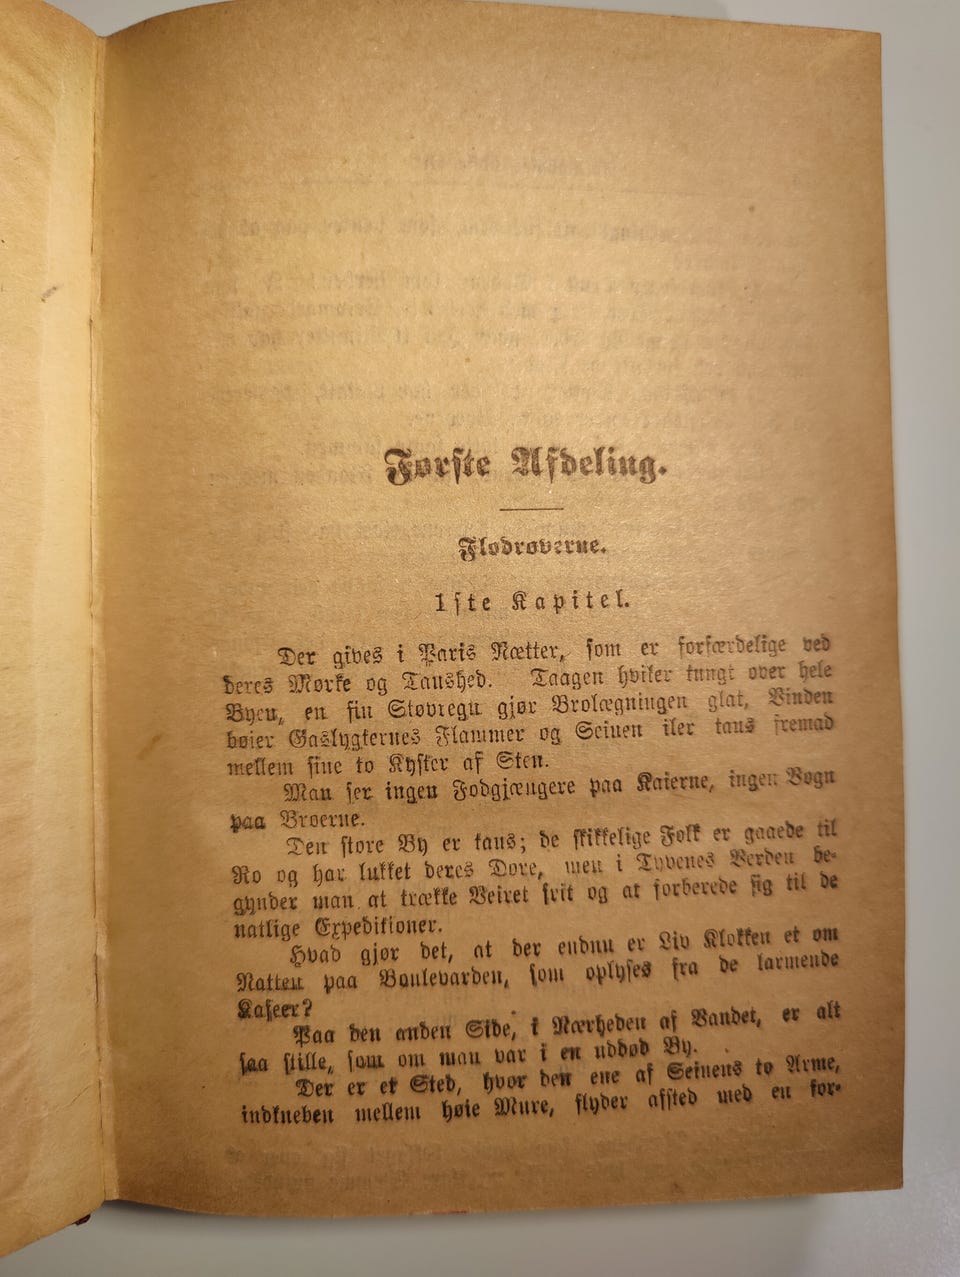 Første Afdeling.
Flodrøverne.
1ste Kapitel.
Der gives i Paris Nætter, som er forfærdelige ved
deres Mørke og Taushed. Taagen hviler tungt over hele
Byen, en fin Støvregn gjør Brolægningen glat, Vinden
bøier Gaslygternes Flammer og Seinen iler taus fremad
mellem sine to Kyster af Sten.
Man ser ingen Fodgjængere paa Kaierne, ingen Vogn
paa Broerne.
Den store By er taus; de skikkelige Folk er gaaede til
Ro og har lukket deres Døre, men i Tyvenes Verden be-
gynder man at trække Veiret frit og at forberede sig til de
natlige Expeditioner.
Hvad gjør det, at der endnu er Liv Klokken et om
Natten paa Boulevarden, som oplyses fra de larmende
Kafeer?
Paa den anden Side, i Nærheden af Vandet, er alt
saa stille, som om man var i en uddød By.
Der er et Sted, hvor den ene af Seinens to Arme,
indkneben mellem høie Mure, flyder afsted med en for-